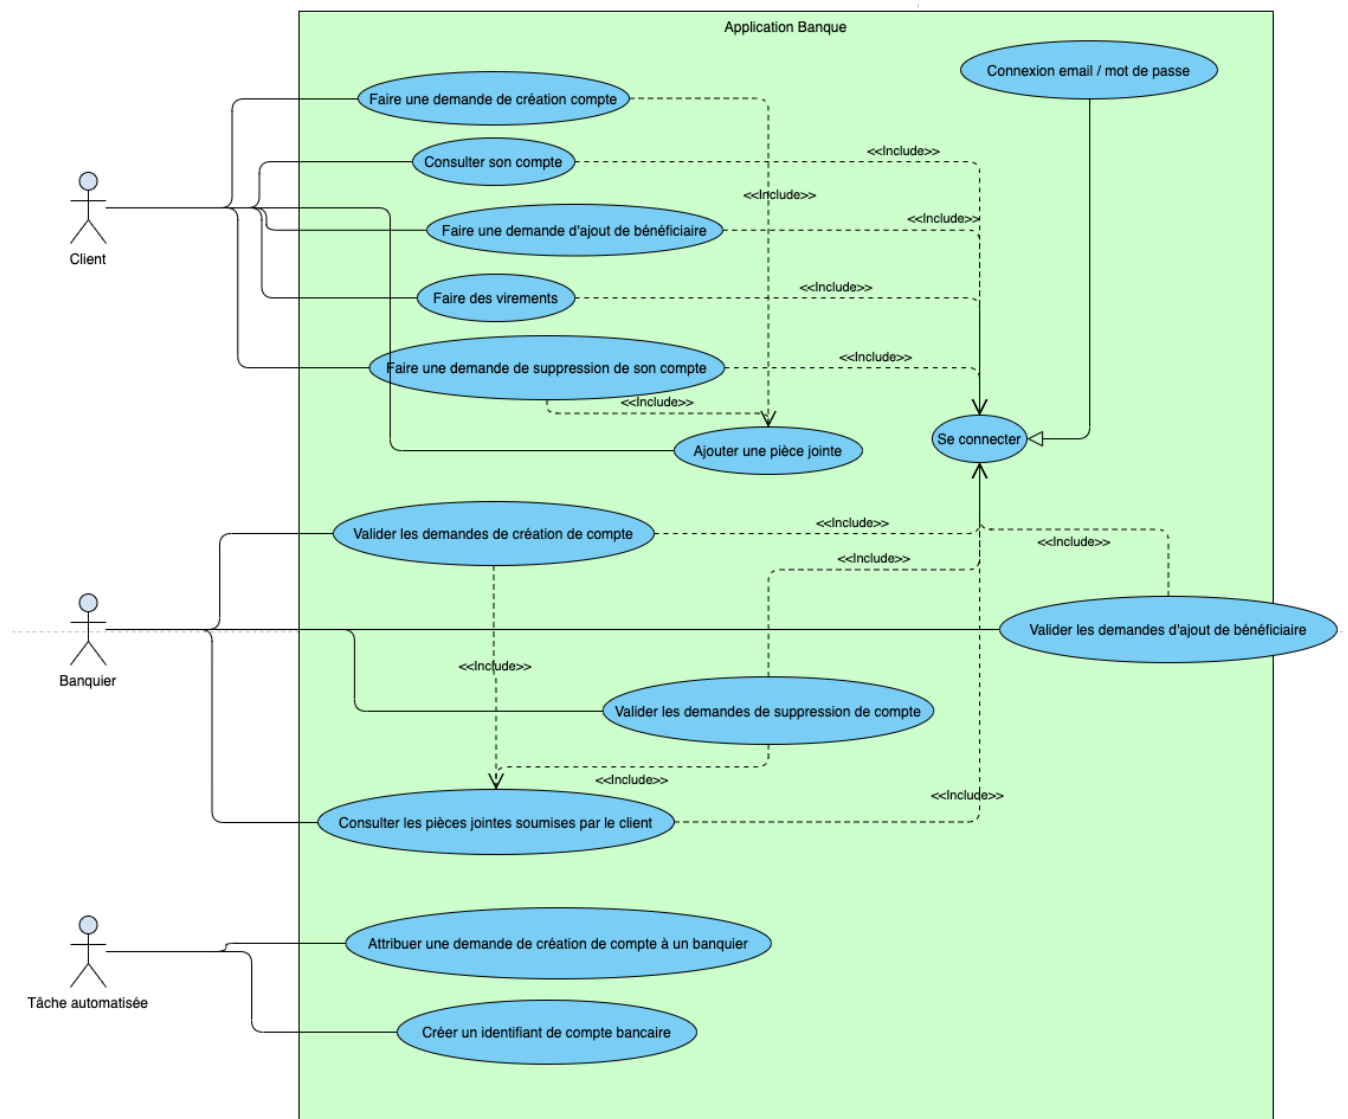 Application Banque
Connexion email / mot de passe
Faire une demande de création compte
<<Include>>
Consulter son compte
<<Include>>
<<Include>>
Faire une demande d'ajout de bénéficiaire
Client
<<Include>>
Faire des virements
<<Include>>
Faire une demande de suppression de son compte
<<Include>>
Se connecter
Ajouter une pièce jointe
<<Include>>
Valider les demandes de création de compte
<<Include>>
<<Include>>
Valider les demandes d'ajout de bénéficiaire
<<Include>>
Banquier
Valider les demandes de suppression de compte
<<Include>>
<<Include>>
Consulter les pièces jointes soumises par le client
Attribuer une demande de création de compte à un banquier
Tâche automatisée
Créer un identifiant de compte bancaire